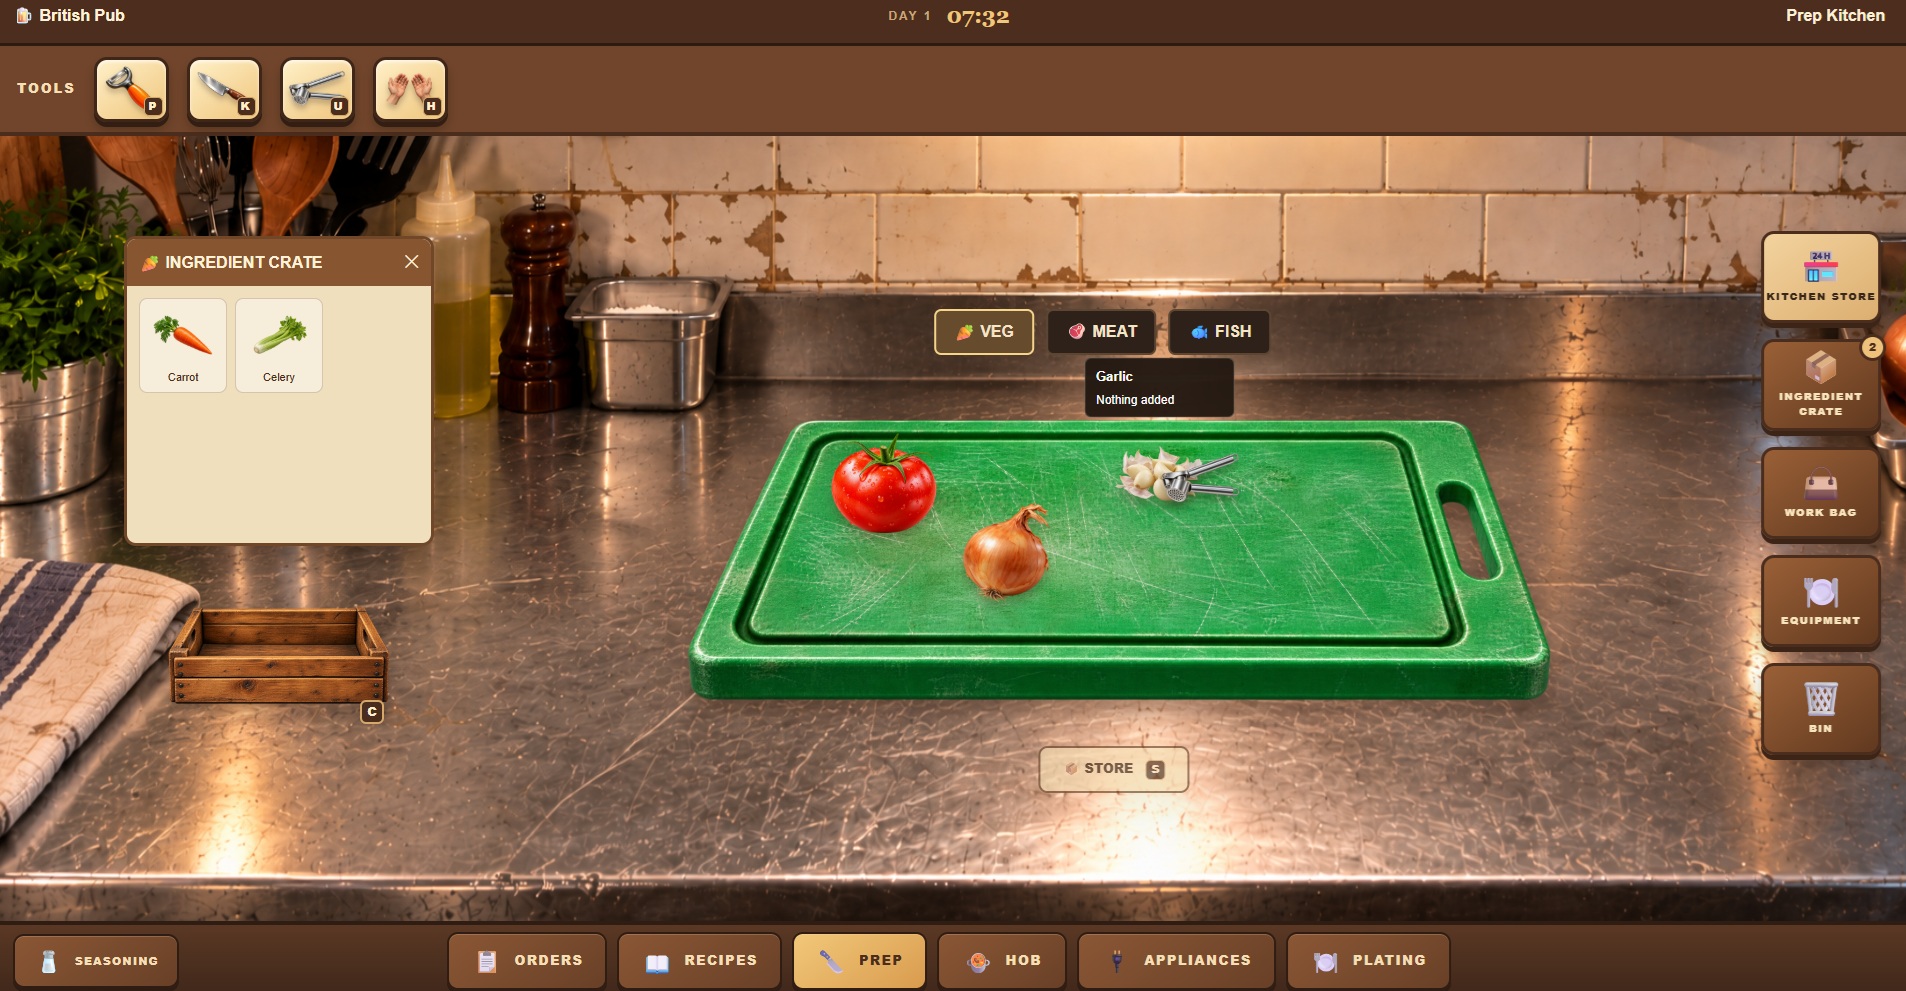 British Pub
DAY 1 07:32
Prep Kitchen
TOOLS
P
K
U
H
INGREDIENT CRATE
Carrot
Celery
C
VEG
MEAT
FISH
Garlic
Nothing added
STORE S
24 H
KITCHEN STORE
2
INGREDIENT
CRATE
WORK BAG
EQUIPMENT
BIN
SEASONING
ORDERS
RECIPES
PREP
HOB
APPLIANCES
PLATING